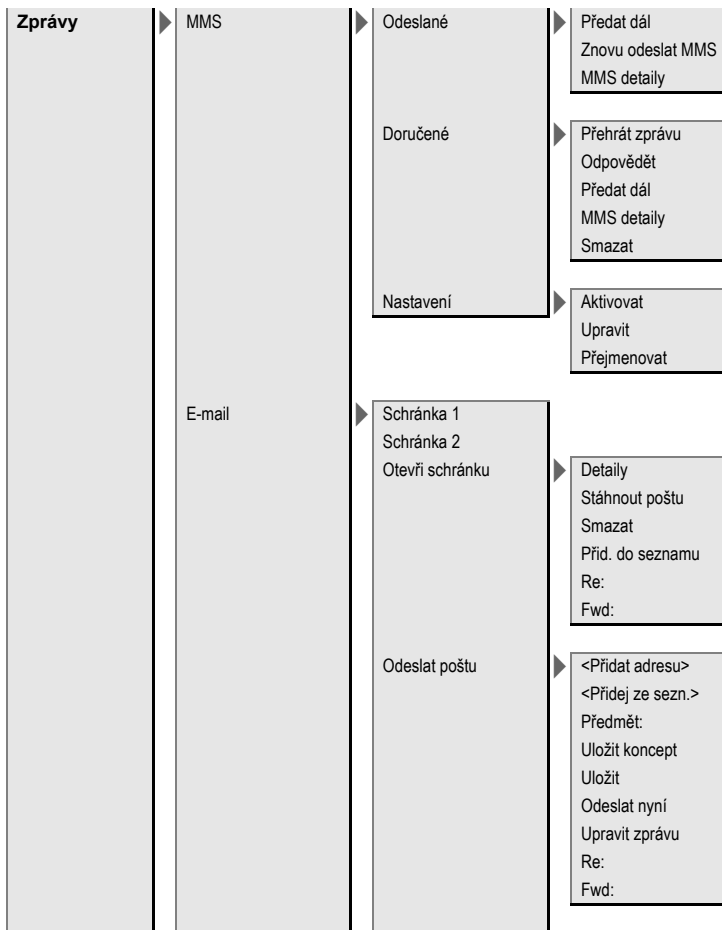 Zprávy
MMS
Odeslané
Předat dál
Znovu odeslat MMS
MMS detaily
Doručené
Přehrát zprávu
Odpovědět
Předat dál
MMS detaily
Smazat
Nastavení
Aktivovat
Upravit
Přejmenovat
E-mail
Schránka 1
Schránka 2
Otevři schránku
Detaily
Stáhnout poštu
Smazat
Přid. do seznamu
Re:
Fwd:
Odeslat poštu
<Přidat adresu>
<Přidej ze sezn.>
Předmět:
Uložit koncept
Uložit
Odeslat nyní
Upravit zprávu
Re:
Fwd: